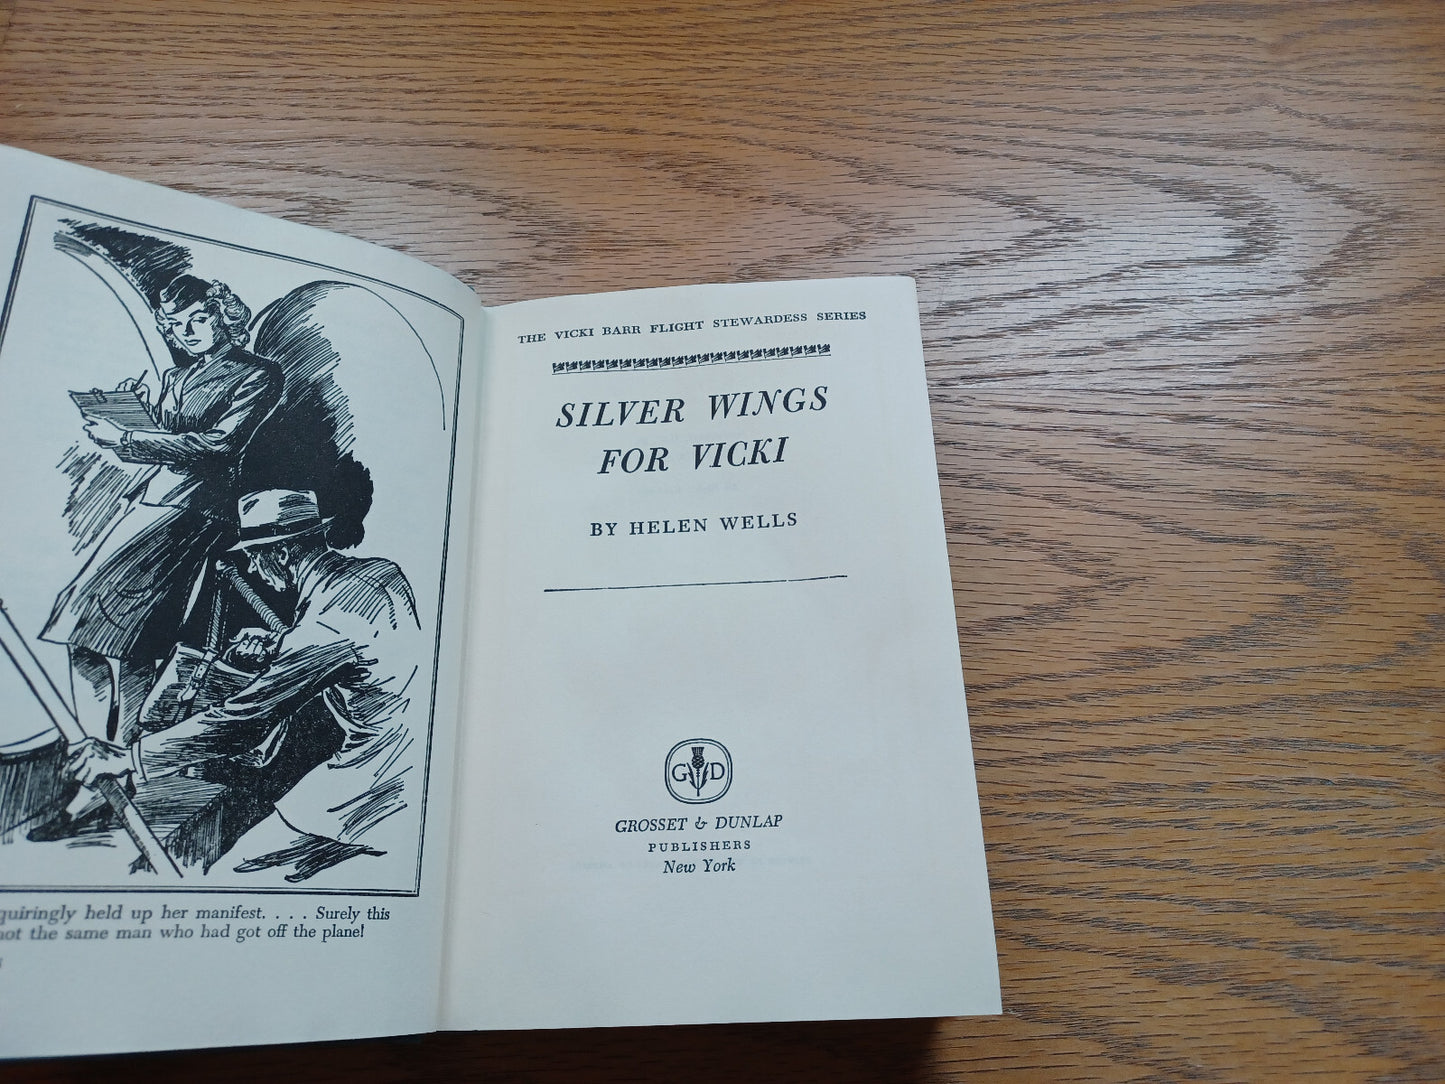 quiringly held up her manifest. . . . Surely this
not the same man who had got off the plane!
THE VICKI BARR FLIGHT STEWARDESS SERIES
SILVER WINGS
FOR VICKI
BY HELEN WELLS
G D
GROSSET & DUNLAP
PUBLISHERS
New York